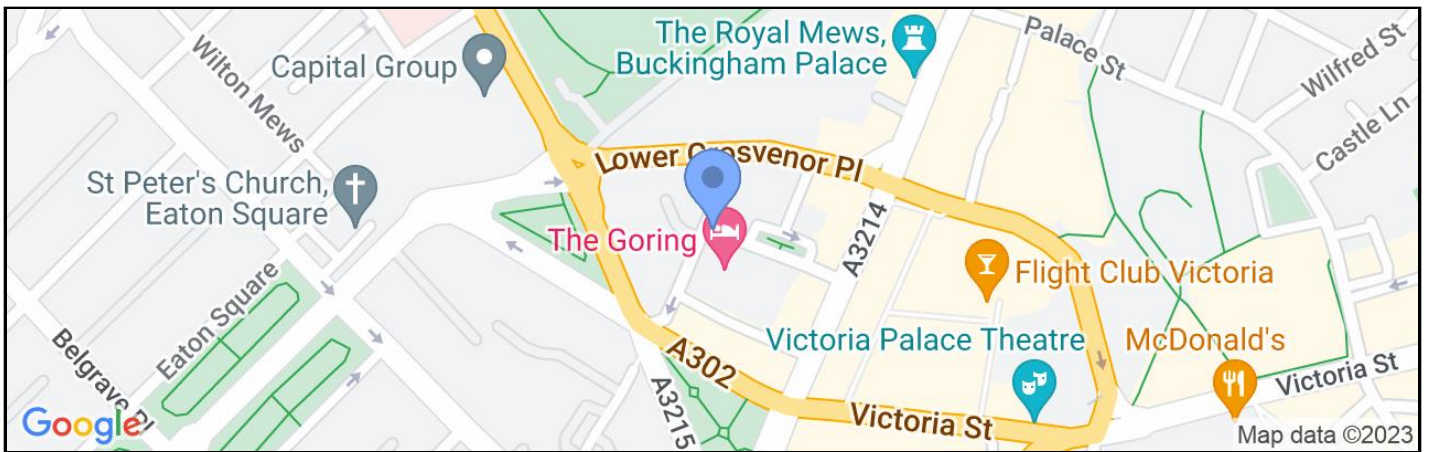 The Royal Mews,
Buckingham Palace
Palace St
Wilfred St
Castle Ln
Wilton Mews
Capital Group
Lower Grosvenor Pl
St Peter's Church,
Eaton Square
The Goring
A3214
Flight Club Victoria
Eaton Square
Belgrave Pl
A302
A3215
Victoria Palace Theatre
McDonald's
Victoria St
Victoria St
Google
Map data ©2023